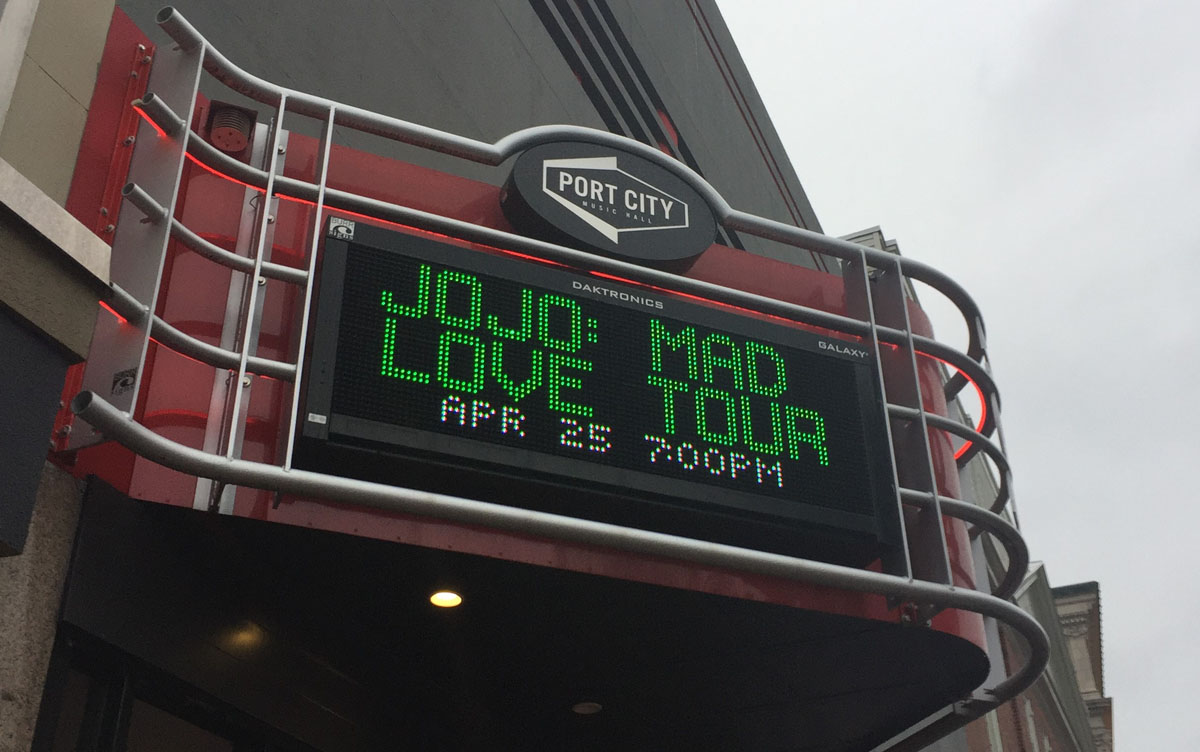 PORT CITY
MUSIC HALL
DAKTRONICS
GALAXY
JOJO: MAD
LOVE TOUR
APR 25 7:00PM